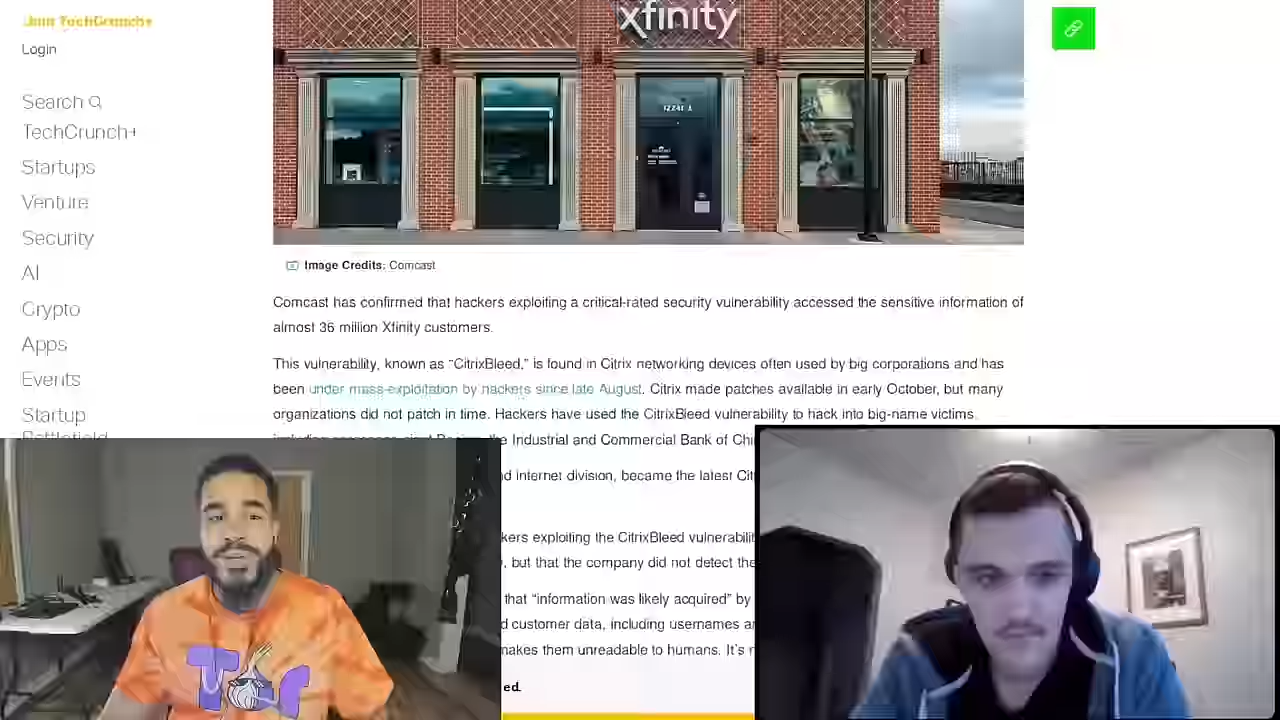 Join TechCrunch+
Login
Search
TechCrunch+
Startups
Venture
Security
AI
Crypto
Apps
Events
Startup
Battlefield
xfinity
Image Credits: Comcast
Comcast has confirmed that hackers exploiting a critical-rated security vulnerability accessed the sensitive information of
almost 36 million Xfinity customers.
This vulnerability, known as “CitrixBleed,” is found in Citrix networking devices often used by big corporations and has
been under mass-exploitation by hackers since late August. Citrix made patches available in early October, but many
organizations did not patch in time. Hackers have used the CitrixBleed vulnerability to hack into big-name victims,
the Industrial and Commercial Bank of
internet division, became the latest
exploiting the CitrixBleed vulnerability
but that the company did not detect the
that “information was likely acquired” by
customer data, including usernames
makes them unreadable to humans. It’s